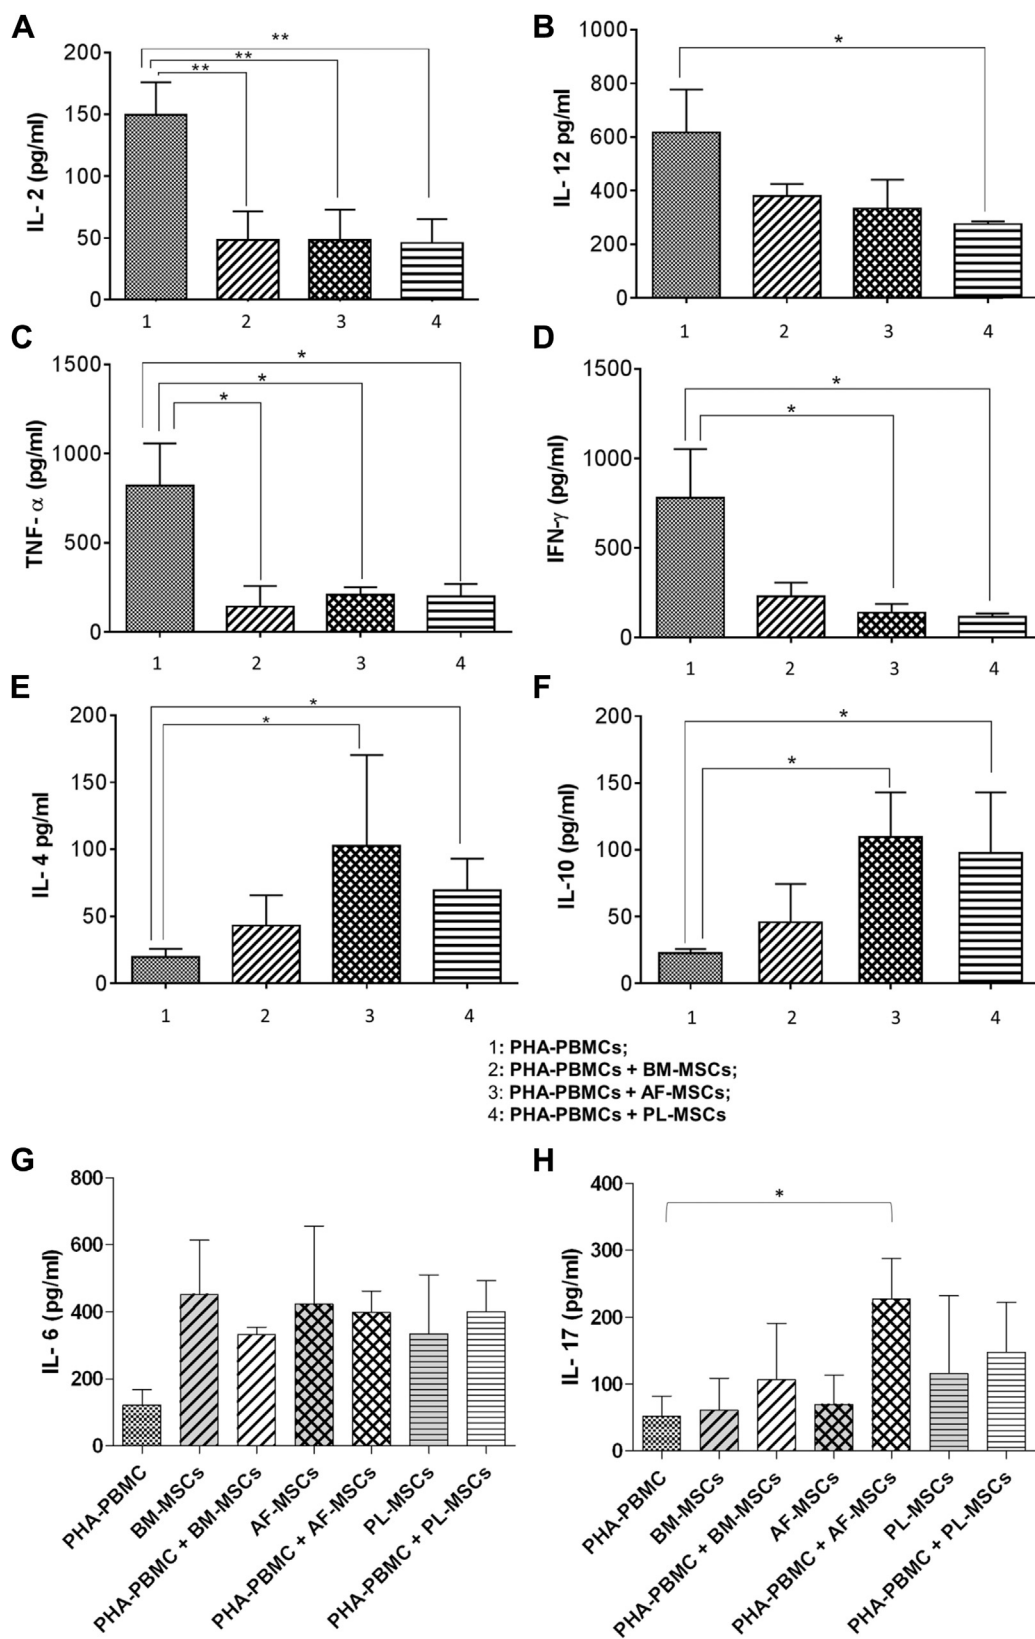 A
IL- 2 (pg/ml)
200
150
100
50
0
**
**
**
1 2 3 4
B
IL- 12 pg/ml
1000
800
600
400
200
0
*
1 2 3 4
C
TNF- α (pg/ml)
1500
1000
500
0
*
*
*
1 2 3 4
D
IFN-γ (pg/ml)
1500
1000
500
0
*
*
1 2 3 4
E
IL- 4 pg/ml
200
150
100
50
0
*
*
1 2 3 4
F
IL-10 (pg/ml)
200
150
100
50
0
*
*
1 2 3 4
1: PHA-PBMCs;
2: PHA-PBMCs + BM-MSCs;
3: PHA-PBMCs + AF-MSCs;
4: PHA-PBMCs + PL-MSCs
G
IL- 6 (pg/ml)
800
600
400
200
0
PHA-PBMC
BM-MSCs
PHA-PBMC + BM-MSCs
AF-MSCs
PHA-PBMC + AF-MSCs
PL-MSCs
PHA-PBMC + PL-MSCs
H
IL- 17 (pg/ml)
400
300
200
100
0
*
PHA-PBMC
BM-MSCs
PHA-PBMC + BM-MSCs
AF-MSCs
PHA-PBMC + AF-MSCs
PL-MSCs
PHA-PBMC + PL-MSCs